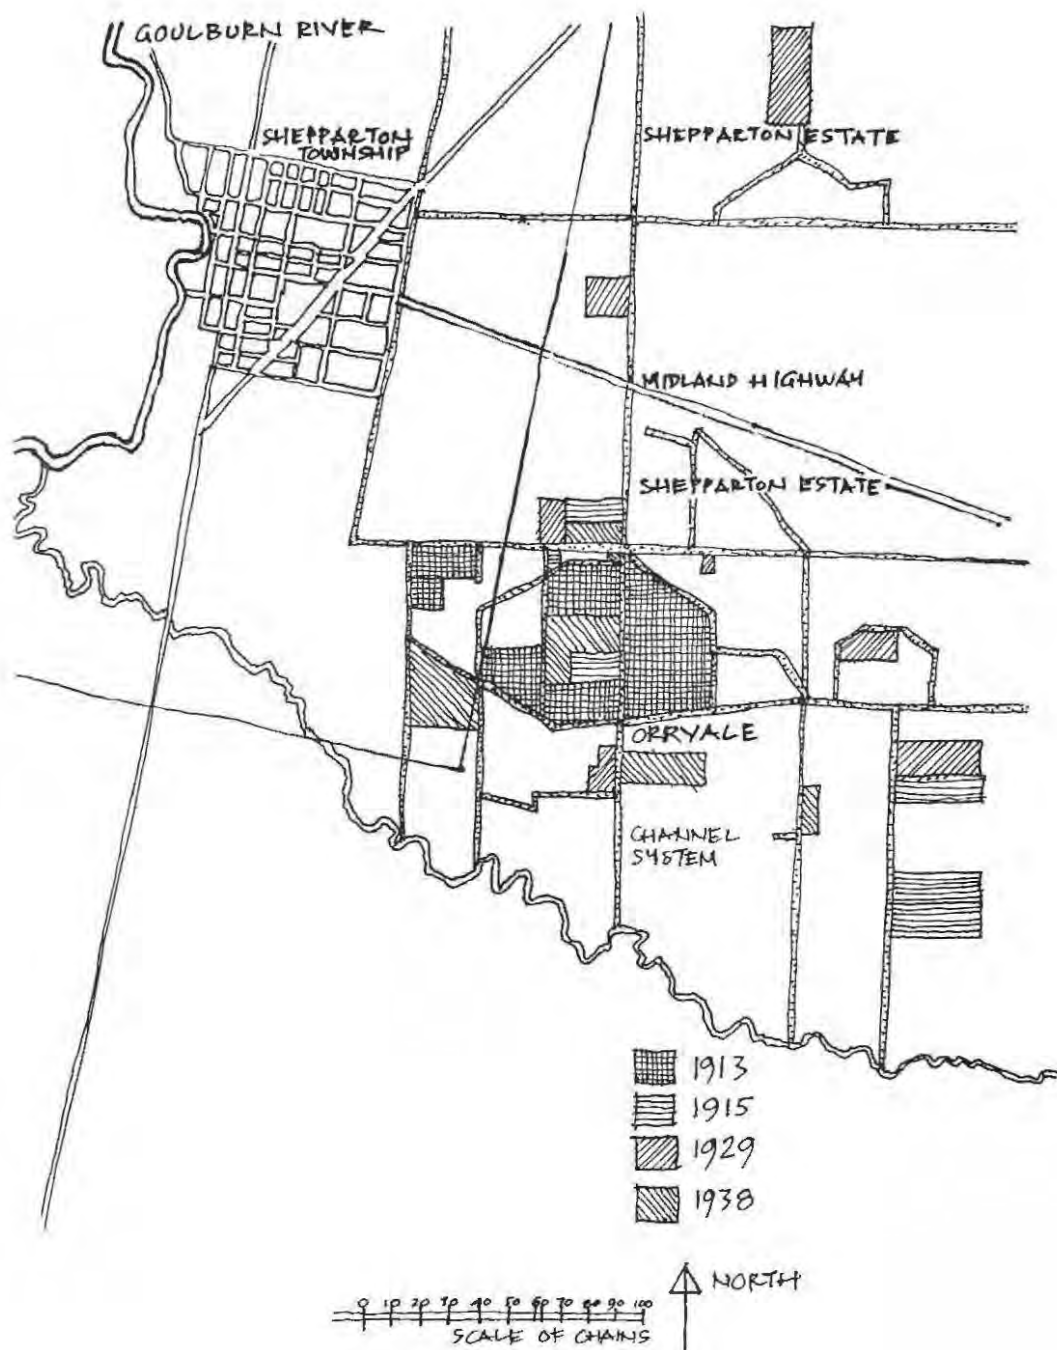 GOULBURN RIVER
SHEPPARTON
TOWNSHIP
SHEPPARTON ESTATE
MIDLAND HIGHWAY
SHEPPARTON ESTATE
ORRYALE
CHANNEL
SYSTEM
1913
1915
1929
1938
NORTH
0 10 20 30 40 50 60 70 80 90 100
SCALE OF CHAINS